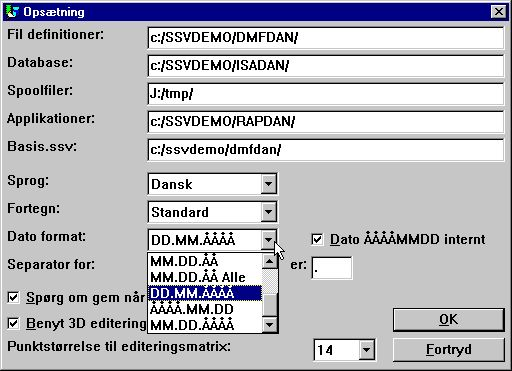 Opsætning
Fil definitioner: c:/SSVDEMO/DMFDAN/
Database: c:/SSVDEMO/ISADAN/
Spoolfiler: J:/tmp/
Applikationer: c:/SSVDEMO/RAPDAN/
Basis.ssv: c:/ssvdemo/dmfdan/
Sprog: Dansk
Fortegn: Standard
Dato format: DD.MM.ÅÅÅÅ Dato ÅÅÅÅMMDD internt
Separator for: er: .
MM.DD.ÅÅ
MM.DD.ÅÅ Alle
DD.MM.ÅÅÅÅ
ÅÅÅÅ.MM.DD
MM.DD.ÅÅÅÅ
Spørg om gem når
Benyt 3D editering
OK
Punktstørrelse til editeringsmatrix: 14 Fortryd